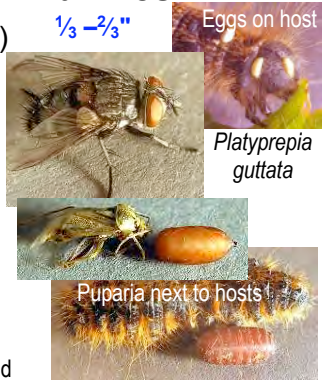 )
⅓ –⅔"
Eggs on host
Platyprepia
guttata
Puparia next to hosts
d